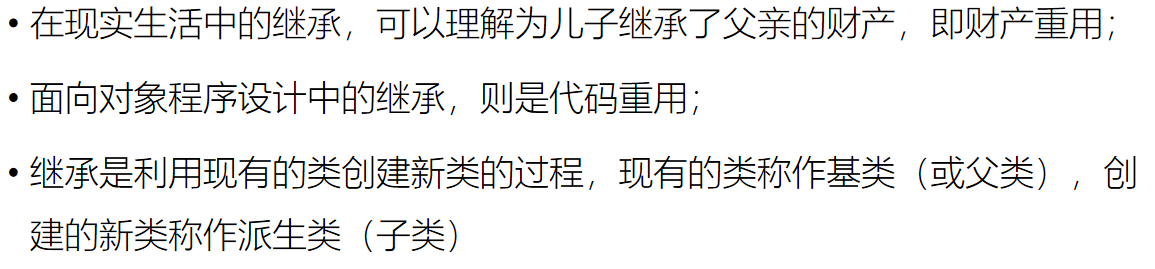 • 在现实生活中的继承，可以理解为儿子继承了父亲的财产，即财产重用；
• 面向对象程序设计中的继承，则是代码重用；
• 继承是利用现有的类创建新类的过程，现有的类称作基类（或父类），创
建的新类称作派生类（子类）